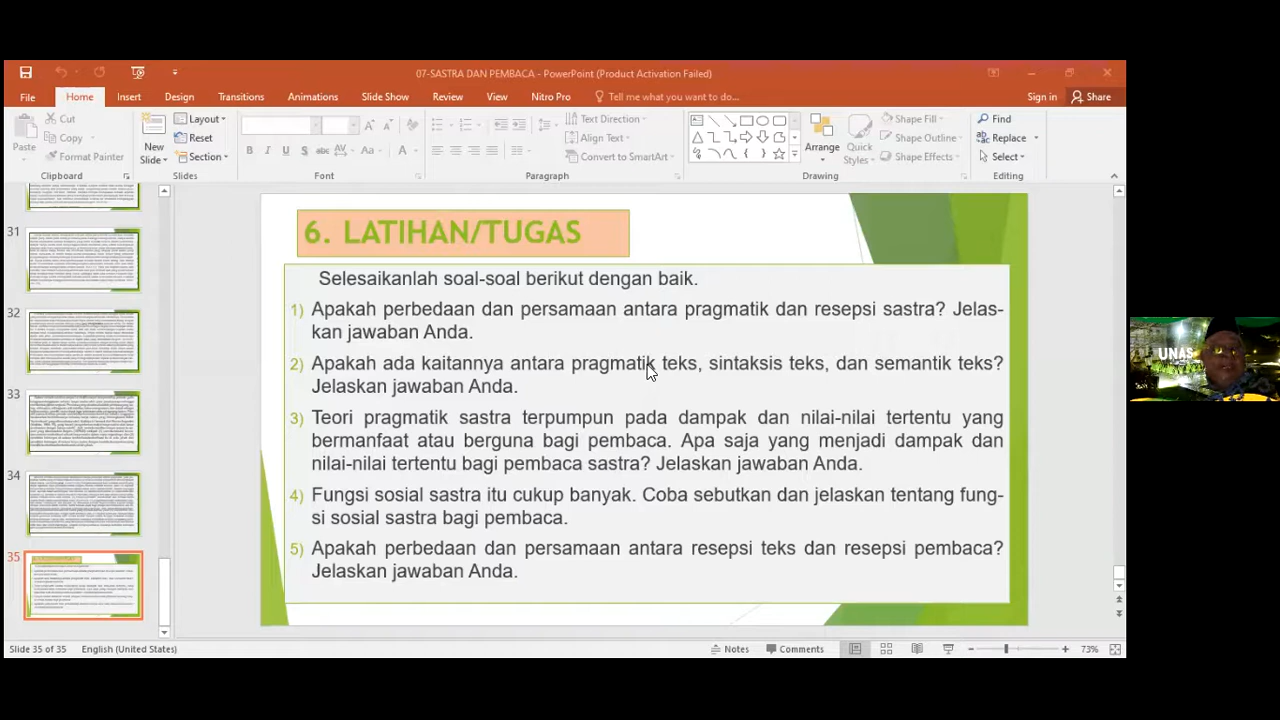 07-SASTRA DAN PEMBACA - PowerPoint (Product Activation Failed)
File Home Insert Design Transitions Animations Slide Show Review View Nitro Pro Tell me what you want to do... Sign in Share
Paste
Cut
Copy
Format Painter
Clipboard
New Slide
Layout
Reset
Section
Slides
B I U S abc AV Aa A
Font
Text Direction
Align Text
Convert to SmartArt
Paragraph
Arrange
Quick Styles
Shape Fill
Shape Outline
Shape Effects
Drawing
Find
Replace
Select
Editing
31
32
33
34
35
6. LATIHAN/TUGAS
Selesaikanlah soal-soal berikut dengan baik.
1) Apakah perbedaan dan persamaan antara pragmatik dan resepsi sastra? Jelas-
kan jawaban Anda.
2) Apakah ada kaitannya antara pragmatik teks, sintaksis teks, dan semantik teks?
Jelaskan jawaban Anda.
3) Teori pragmatik sastra terpumpun pada dampak dan nilai-nilai tertentu yang
bermanfaat atau berguna bagi pembaca. Apa saja yang menjadi dampak dan
nilai-nilai tertentu bagi pembaca sastra? Jelaskan jawaban Anda.
4) Fungsi sosial sastra itu cukup banyak. Coba sebutkan dan jelaskan tentang fung-
si sosial sastra bagi pembaca.
5) Apakah perbedaan dan persamaan antara resepsi teks dan resepsi pembaca?
Jelaskan jawaban Anda.
UNAS
Slide 35 of 35 English (United States) Notes Comments 73%